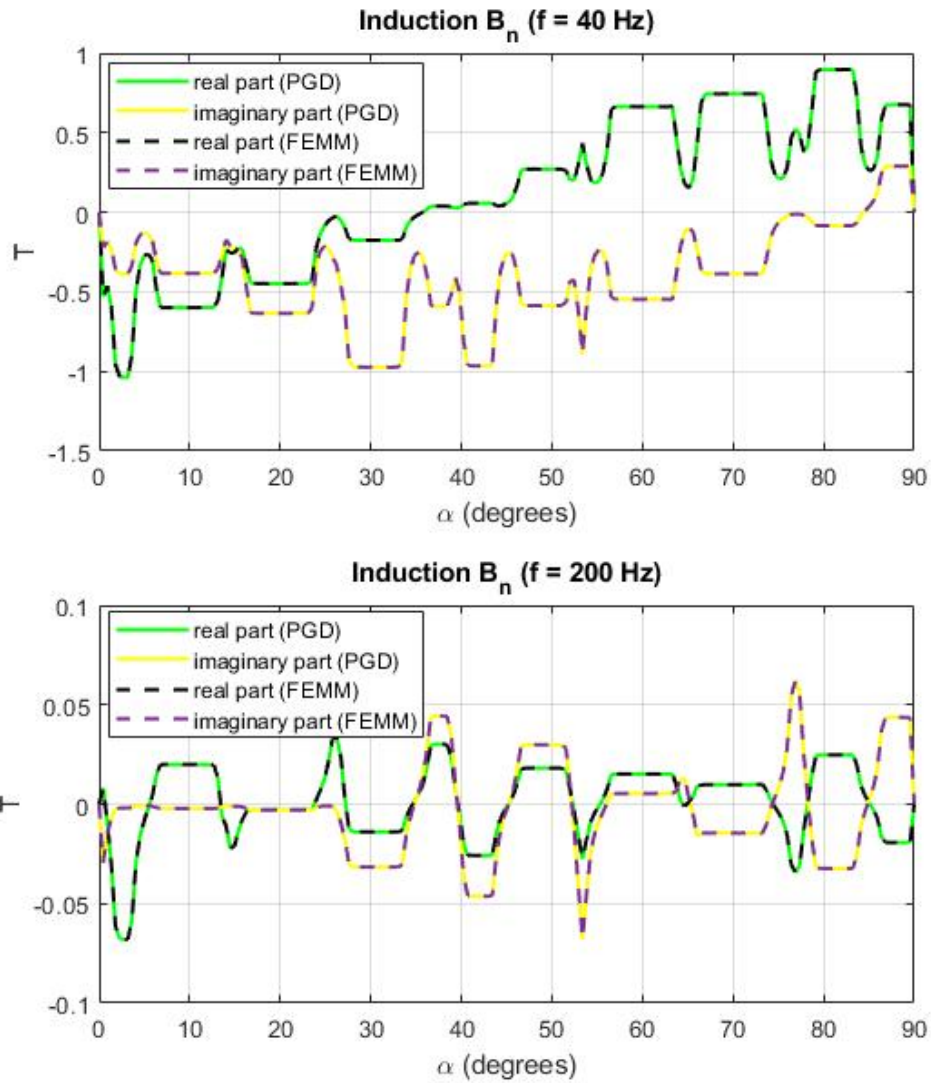 Induction B_n (f = 40 Hz)
real part (PGD)
imaginary part (PGD)
real part (FEMM)
imaginary part (FEMM)
1
0.5
0
-0.5
-1
-1.5
T
0 10 20 30 40 50 60 70 80 90
α (degrees)
Induction B_n (f = 200 Hz)
real part (PGD)
imaginary part (PGD)
real part (FEMM)
imaginary part (FEMM)
0.1
0.05
0
-0.05
-0.1
T
0 10 20 30 40 50 60 70 80 90
α (degrees)